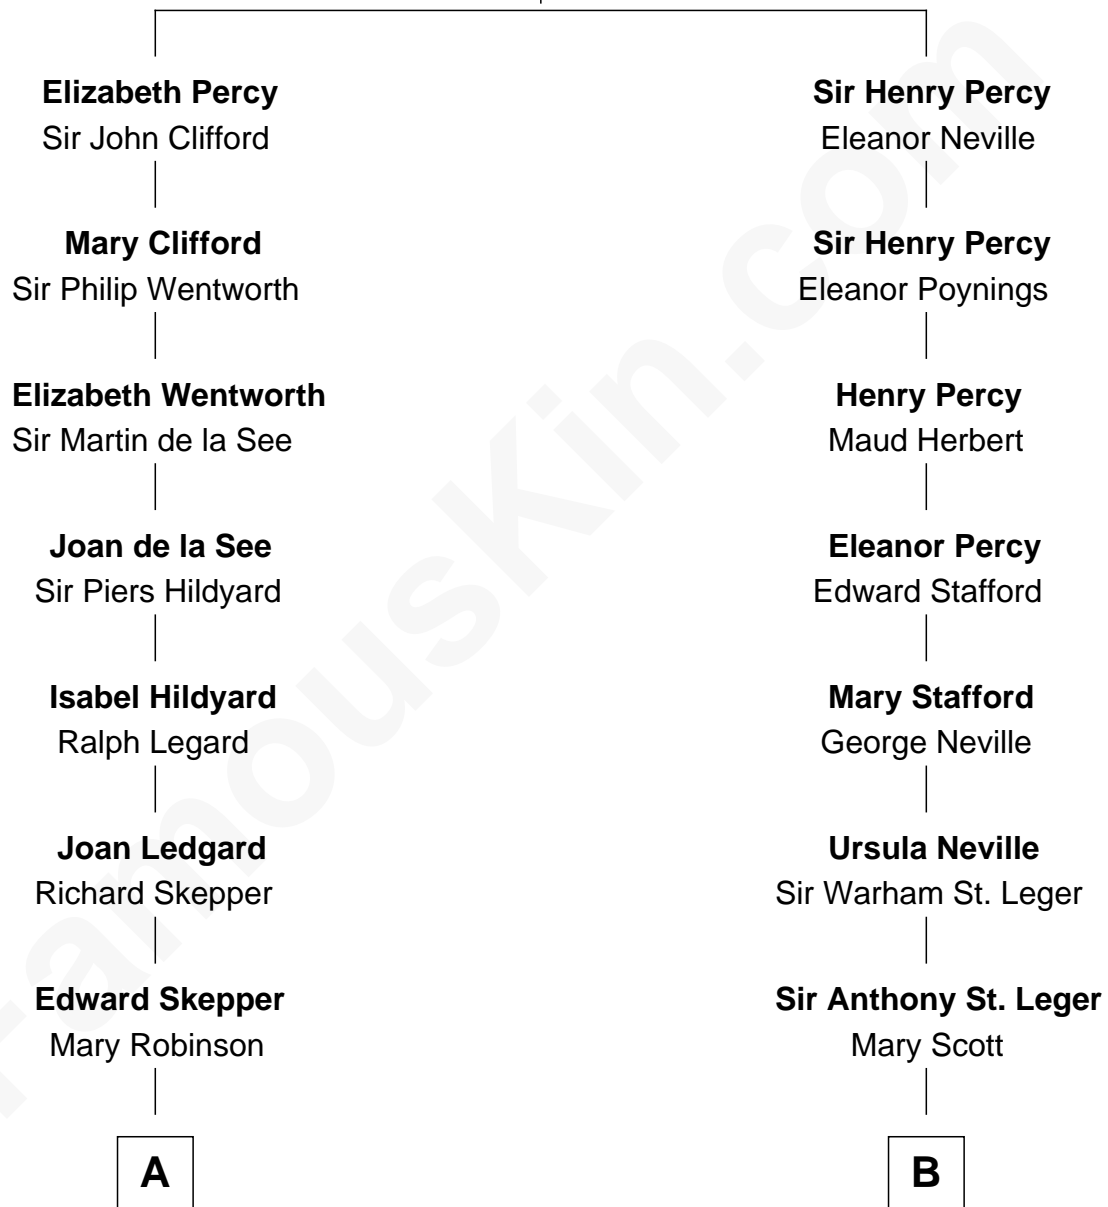 Elizabeth Percy
Sir John Clifford
Mary Clifford
Sir Philip Wentworth
Elizabeth Wentworth
Sir Martin de la See
Joan de la See
Sir Piers Hildyard
Isabel Hildyard
Ralph Legard
Joan Ledgard
Richard Skepper
Edward Skepper
Mary Robinson
A
Sir Henry Percy
Eleanor Neville
Sir Henry Percy
Eleanor Poynings
Henry Percy
Maud Herbert
Eleanor Percy
Edward Stafford
Mary Stafford
George Neville
Ursula Neville
Sir Warham St. Leger
Sir Anthony St. Leger
Mary Scott
B
FamousKin.com